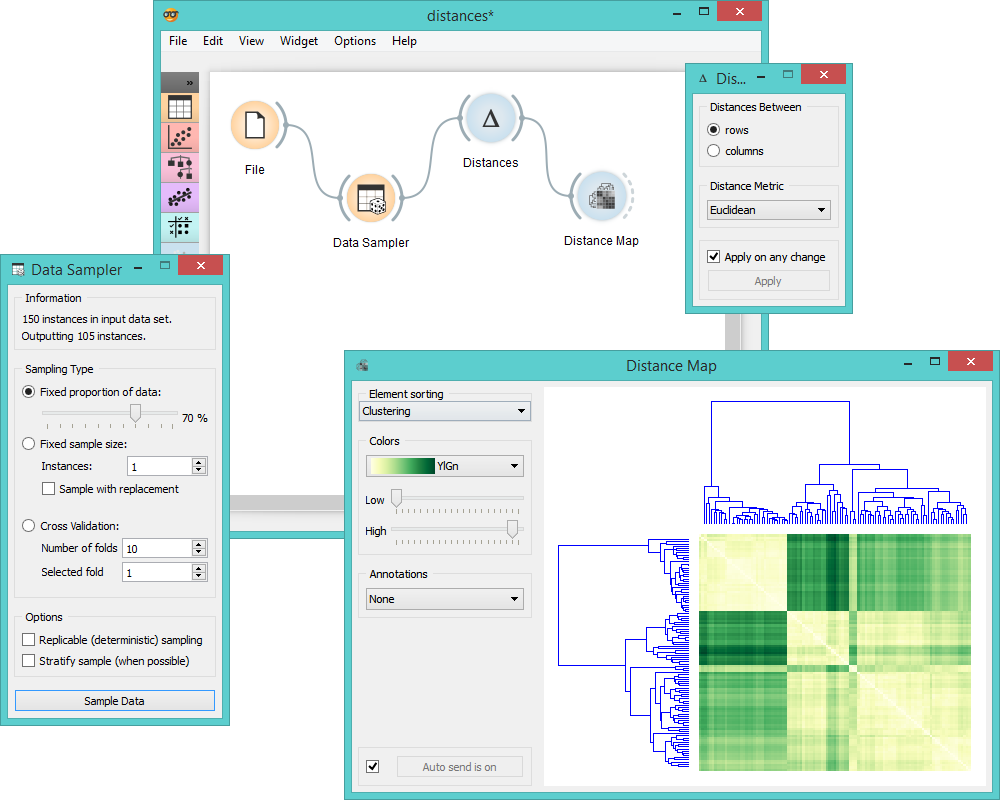 distances*
File Edit View Widget Options Help
»
File
Data Sampler
Δ
Distances
Distance Map
Δ Dis...
Distances Between
rows
columns
Distance Metric
Euclidean
Apply on any change
Apply
Data Sampler
Information
150 instances in input data set.
Outputting 105 instances.
Sampling Type
Fixed proportion of data:
70 %
Fixed sample size:
Instances: 1
Sample with replacement
Cross Validation:
Number of folds 10
Selected fold 1
Options
Replicable (deterministic) sampling
Stratify sample (when possible)
Sample Data
Distance Map
Element sorting
Clustering
Colors
YlGn
Low
High
Annotations
None
Auto send is on